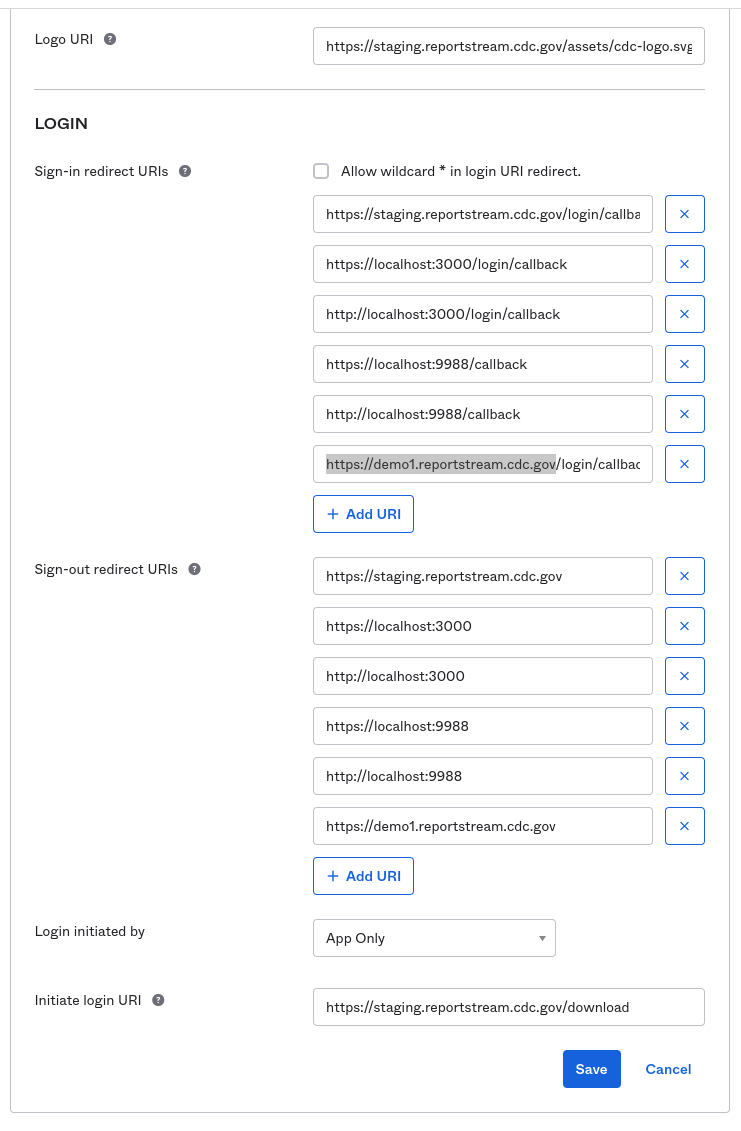 Logo URI
https://staging.reportstream.cdc.gov/assets/cdc-logo.svg
LOGIN
Sign-in redirect URIs
Allow wildcard * in login URI redirect.
https://staging.reportstream.cdc.gov/login/callba
https://localhost:3000/login/callback
http://localhost:3000/login/callback
https://localhost:9988/callback
http://localhost:9988/callback
https://demo1.reportstream.cdc.gov/login/callbac
+ Add URI
Sign-out redirect URIs
https://staging.reportstream.cdc.gov
https://localhost:3000
http://localhost:3000
https://localhost:9988
http://localhost:9988
https://demo1.reportstream.cdc.gov
+ Add URI
Login initiated by
App Only
Initiate login URI
https://staging.reportstream.cdc.gov/download
Save
Cancel